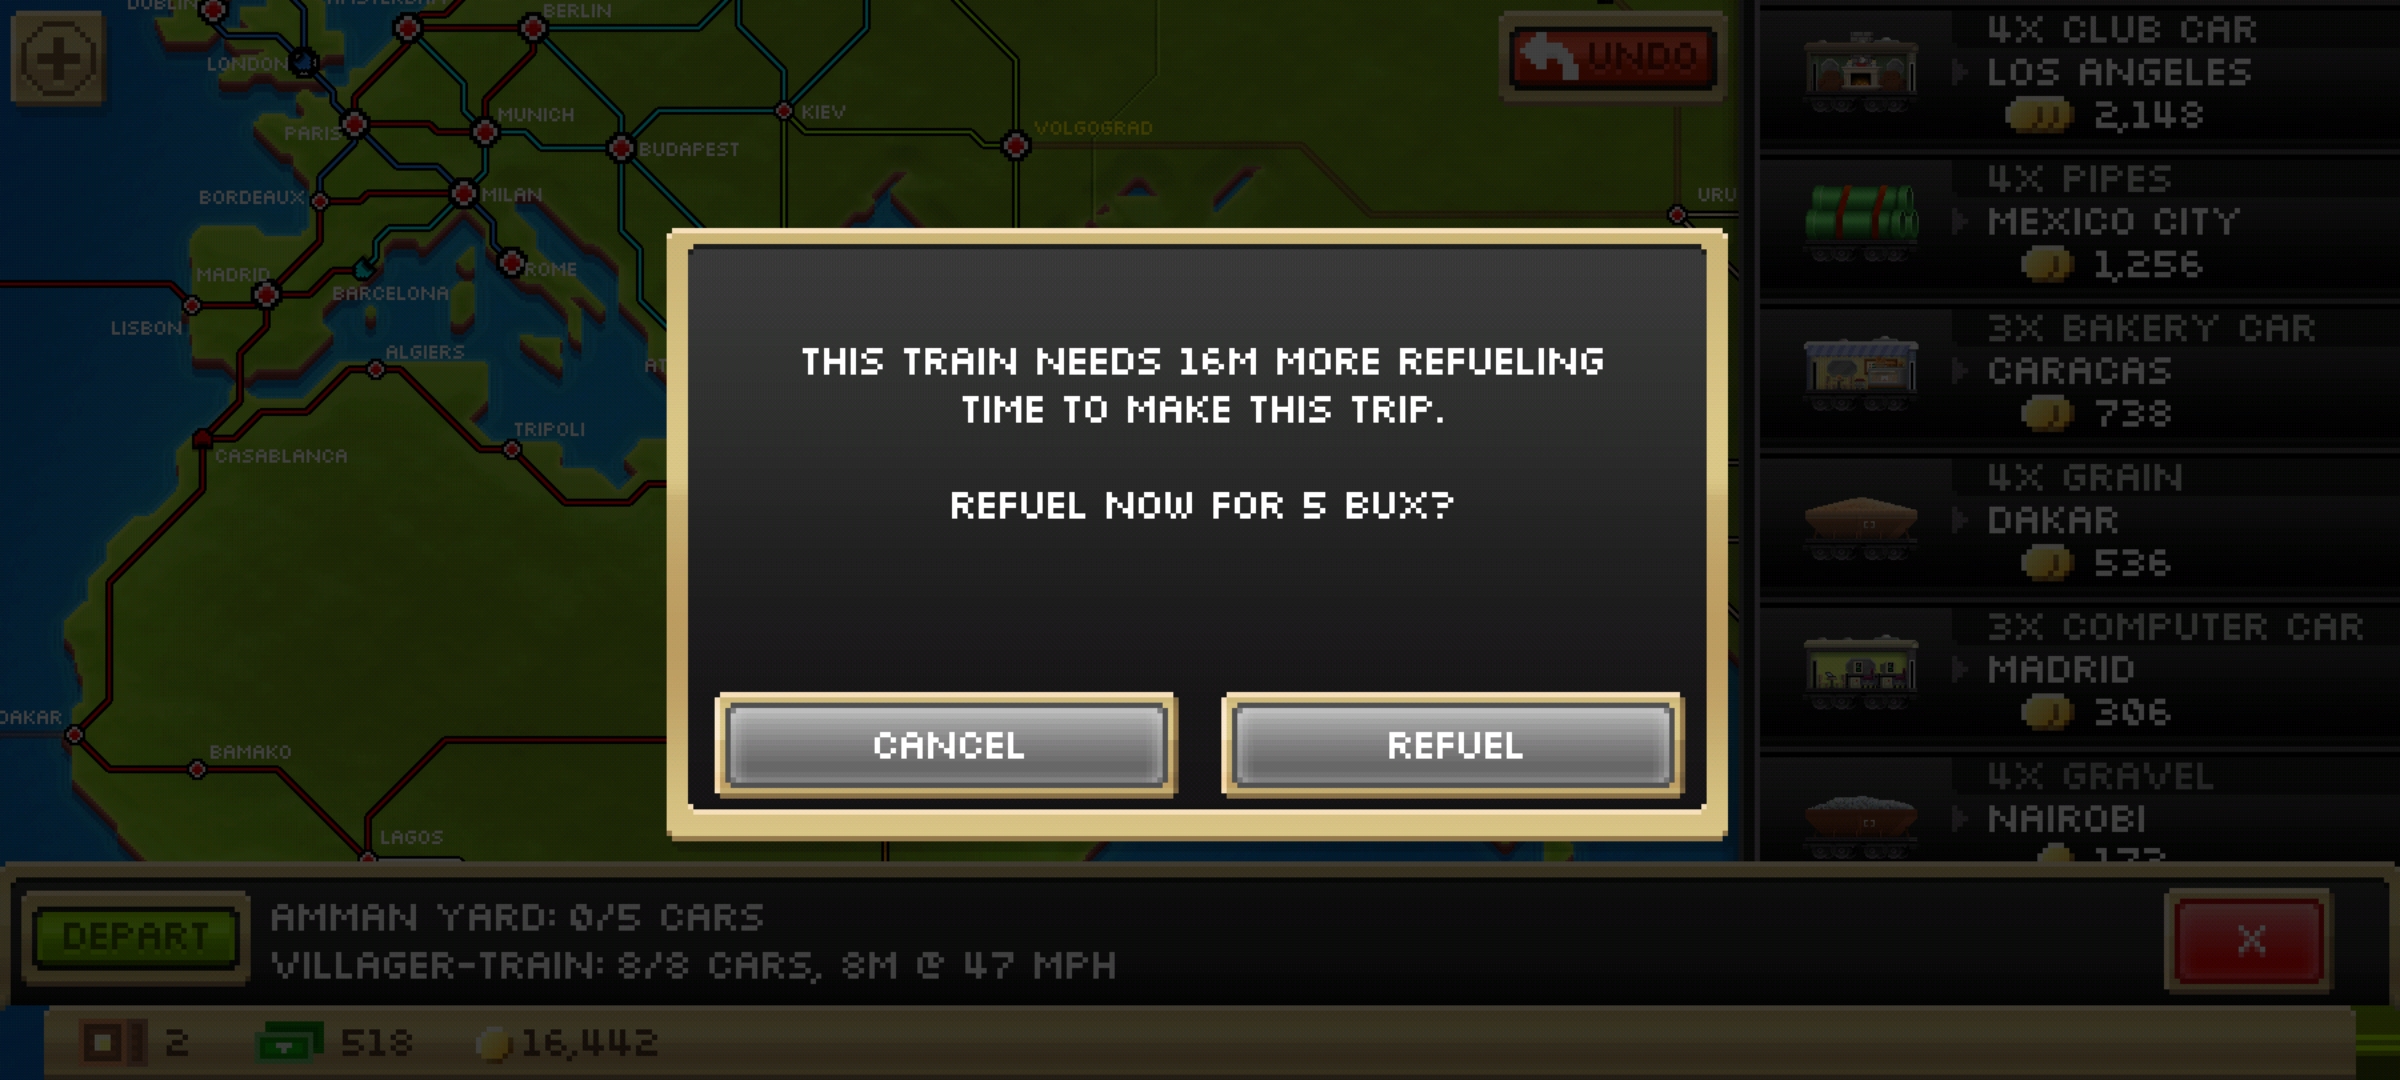 DUBLIN
BERLIN
LONDON
UNDO
MUNICH
KIEV
PARIS
VOLGOGRAD
BUDAPEST
BORDEAUX
MILAN
URU
MADRID
ROME
BARCELONA
LISBON
ALGIERS
AT
TRIPOLI
CASABLANCA
DAKAR
BAMAKO
LAGOS
THIS TRAIN NEEDS 16M MORE REFUELING
TIME TO MAKE THIS TRIP.
REFUEL NOW FOR 5 BUX?
CANCEL
REFUEL
4X CLUB CAR
LOS ANGELES
2,148
4X PIPES
MEXICO CITY
1,256
3X BAKERY CAR
CARACAS
738
4X GRAIN
DAKAR
536
3X COMPUTER CAR
MADRID
306
4X GRAVEL
NAIROBI
DEPART
AMMAN YARD: 0/5 CARS
VILLAGER-TRAIN: 8/8 CARS, 8M @ 47 MPH
X
2
518
16,442